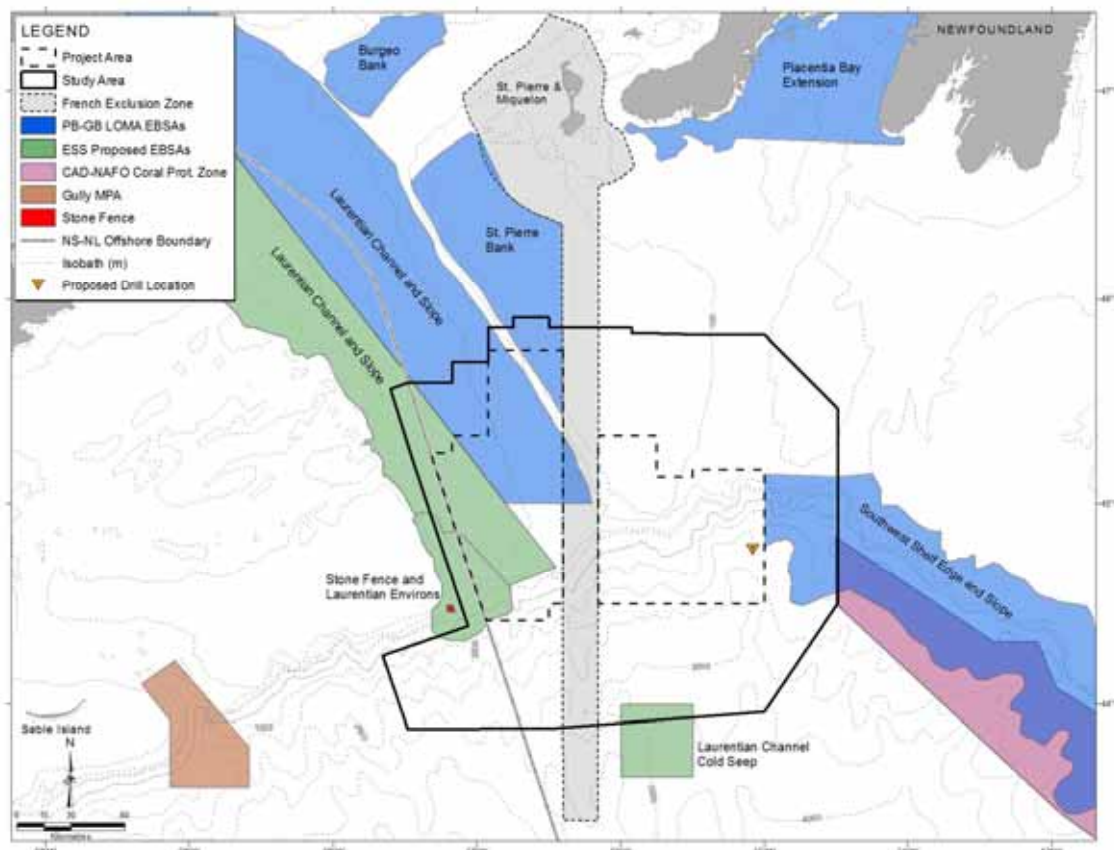 LEGEND
Project Area
Study Area
French Exclusion Zone
PB-GB LOMA EBSAs
ESS Proposed EBSAs
CAD-NAFO Coral Prot. Zone
Gully MPA
Stone Fence
NS-NL Offshore Boundary
Isobath (m)
Proposed Drill Location
Burgeo
Bank
St. Pierre &
Miquelon
Placentia Bay
Extension
NEWFOUNDLAND
Laurentian Channel and Slope
St. Pierre
Bank
Laurentian Channel and Slope
Southwest Shelf Edge and Slope
Stone Fence and
Laurentian Environs
Sable Island
N
Laurentian Channel
Cold Seep
Kilometres